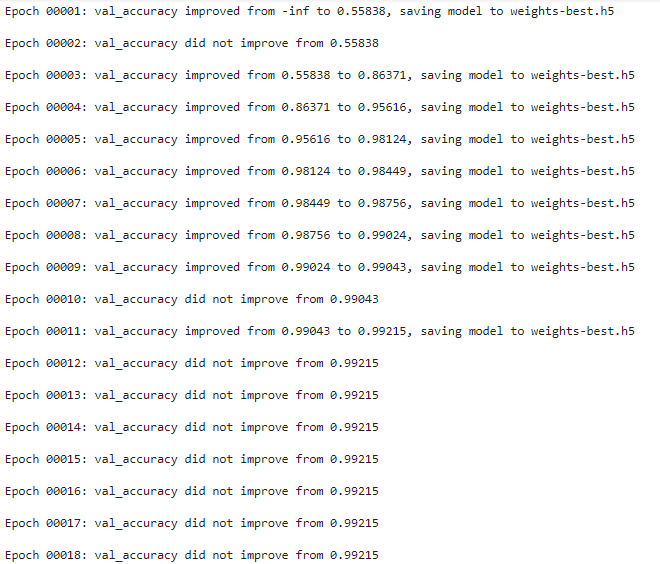 Epoch 00001: val_accuracy improved from -inf to 0.55838, saving model to weights-best.h5
Epoch 00002: val_accuracy did not improve from 0.55838
Epoch 00003: val_accuracy improved from 0.55838 to 0.86371, saving model to weights-best.h5
Epoch 00004: val_accuracy improved from 0.86371 to 0.95616, saving model to weights-best.h5
Epoch 00005: val_accuracy improved from 0.95616 to 0.98124, saving model to weights-best.h5
Epoch 00006: val_accuracy improved from 0.98124 to 0.98449, saving model to weights-best.h5
Epoch 00007: val_accuracy improved from 0.98449 to 0.98756, saving model to weights-best.h5
Epoch 00008: val_accuracy improved from 0.98756 to 0.99024, saving model to weights-best.h5
Epoch 00009: val_accuracy improved from 0.99024 to 0.99043, saving model to weights-best.h5
Epoch 00010: val_accuracy did not improve from 0.99043
Epoch 00011: val_accuracy improved from 0.99043 to 0.99215, saving model to weights-best.h5
Epoch 00012: val_accuracy did not improve from 0.99215
Epoch 00013: val_accuracy did not improve from 0.99215
Epoch 00014: val_accuracy did not improve from 0.99215
Epoch 00015: val_accuracy did not improve from 0.99215
Epoch 00016: val_accuracy did not improve from 0.99215
Epoch 00017: val_accuracy did not improve from 0.99215
Epoch 00018: val_accuracy did not improve from 0.99215